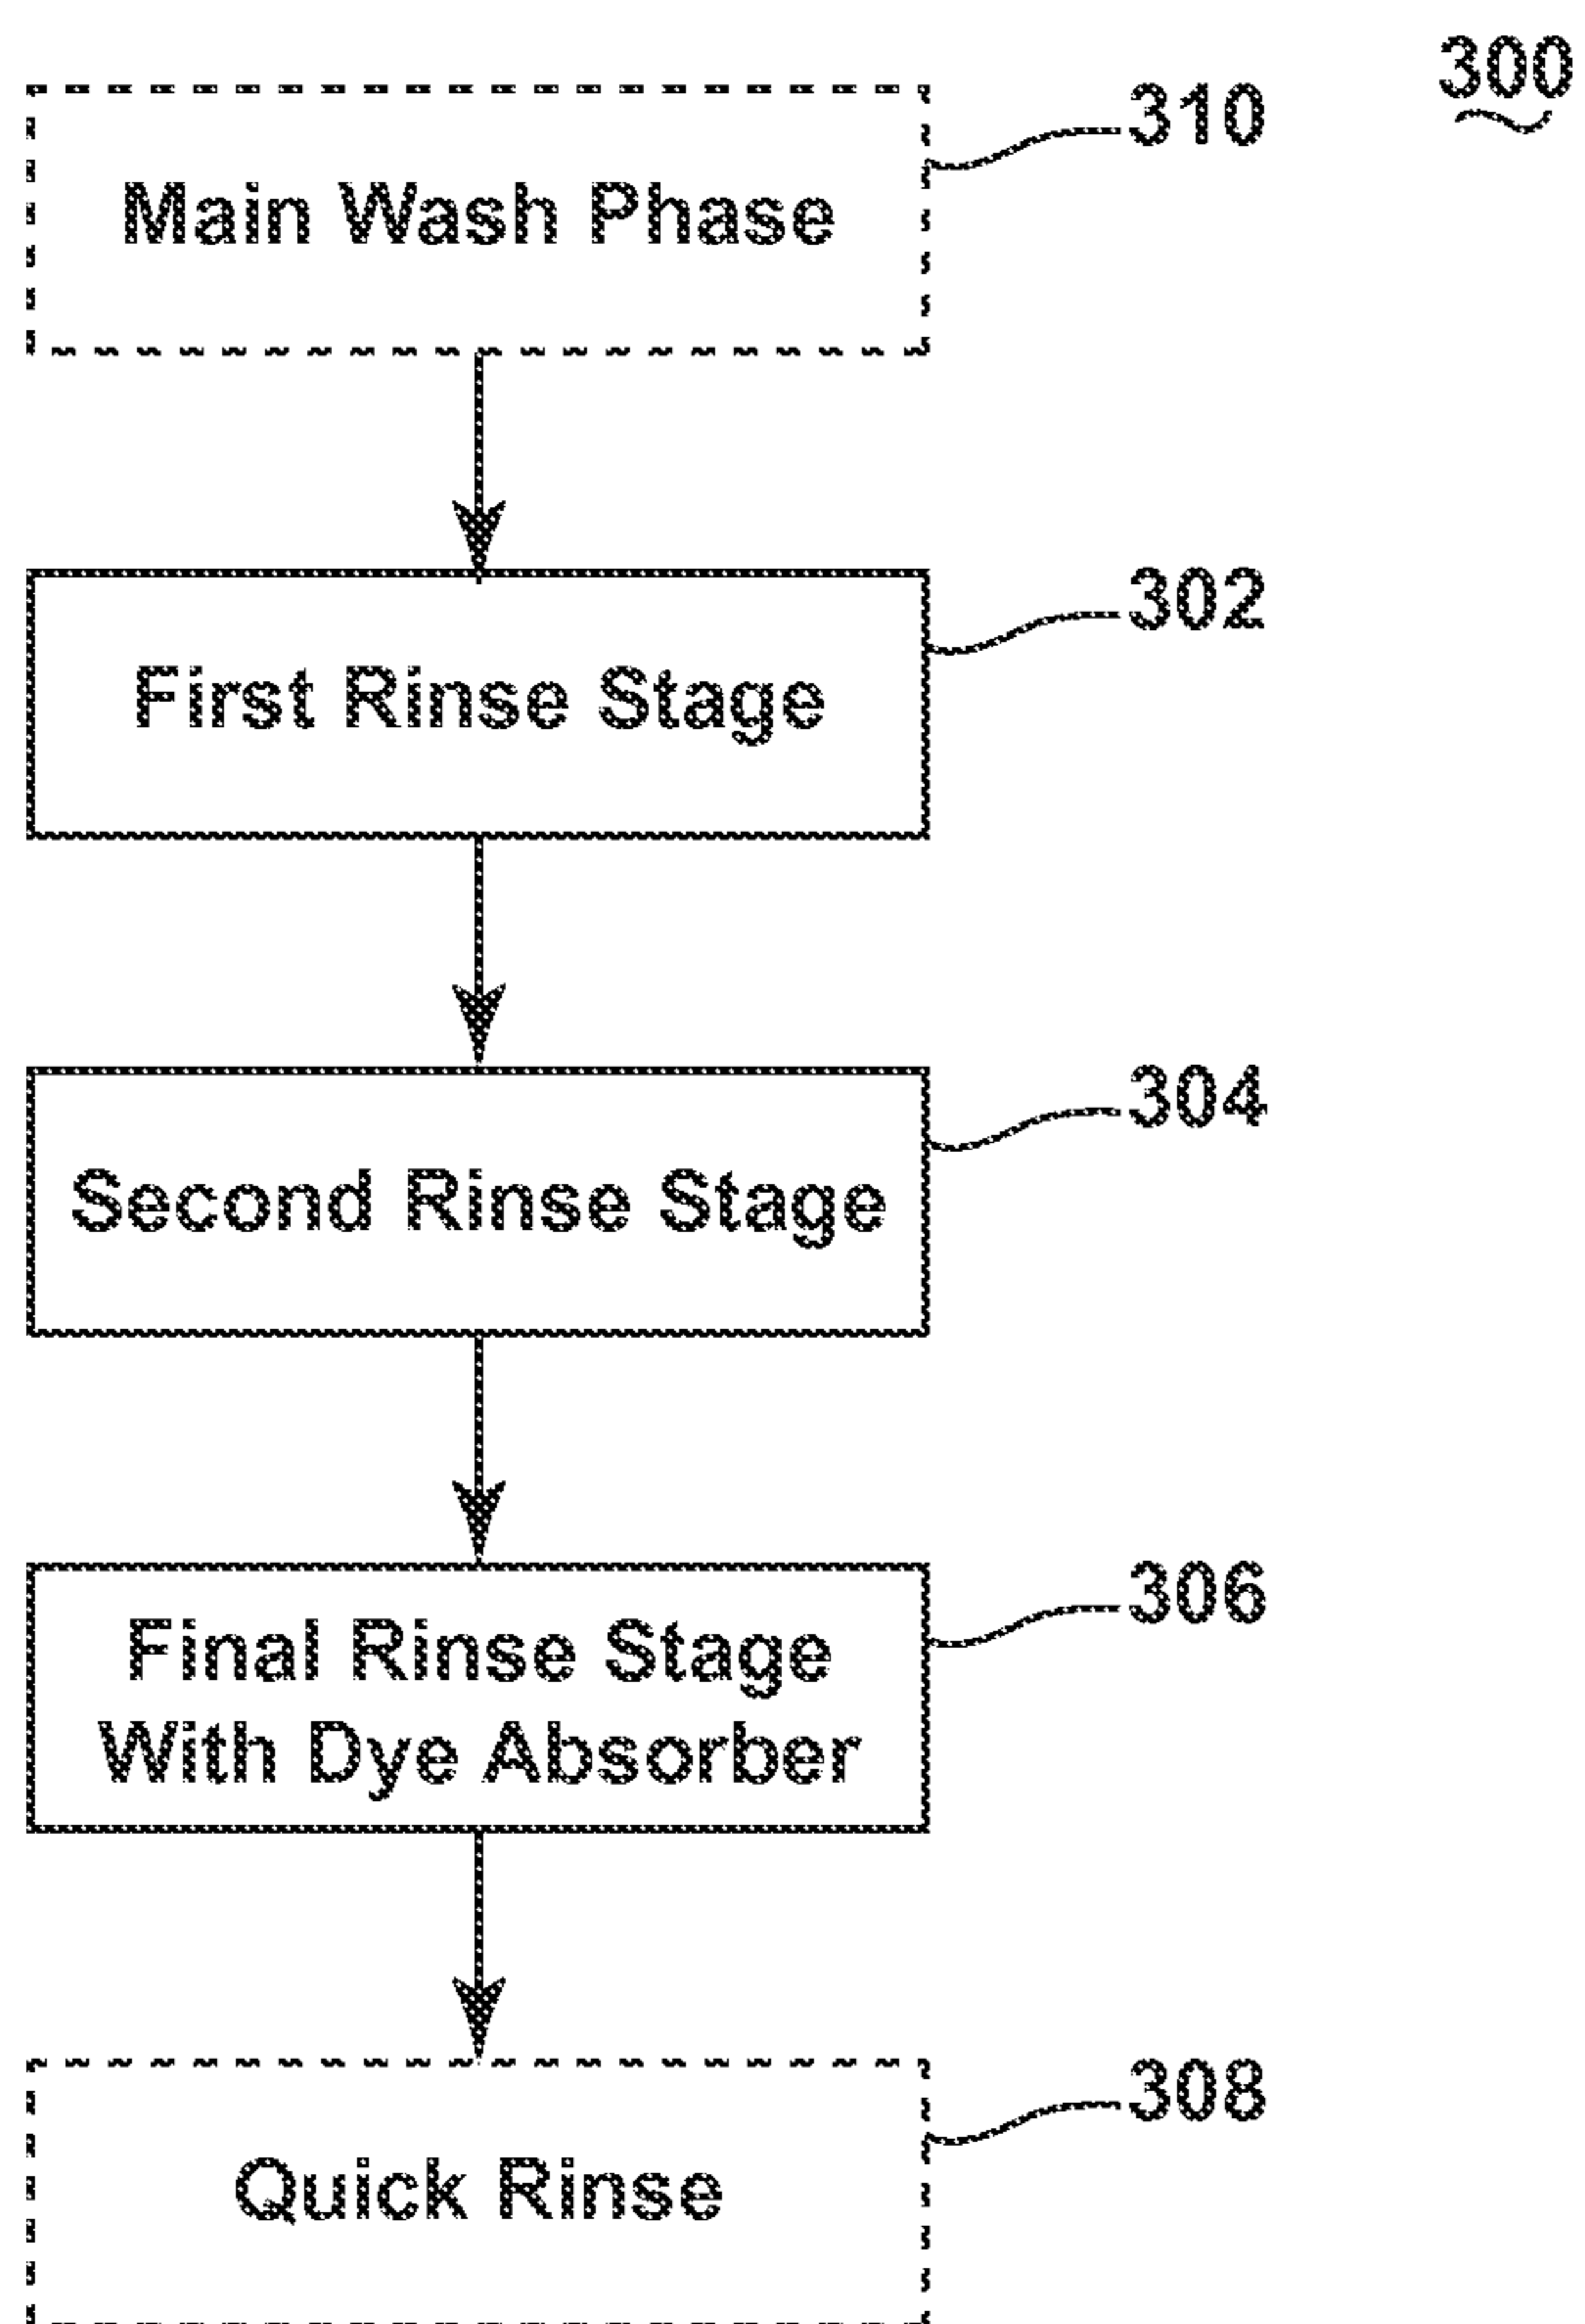 300
310
Main Wash Phase
302
First Rinse Stage
304
Second Rinse Stage
306
Final Rinse Stage
With Dye Absorber
308
Quick Rinse